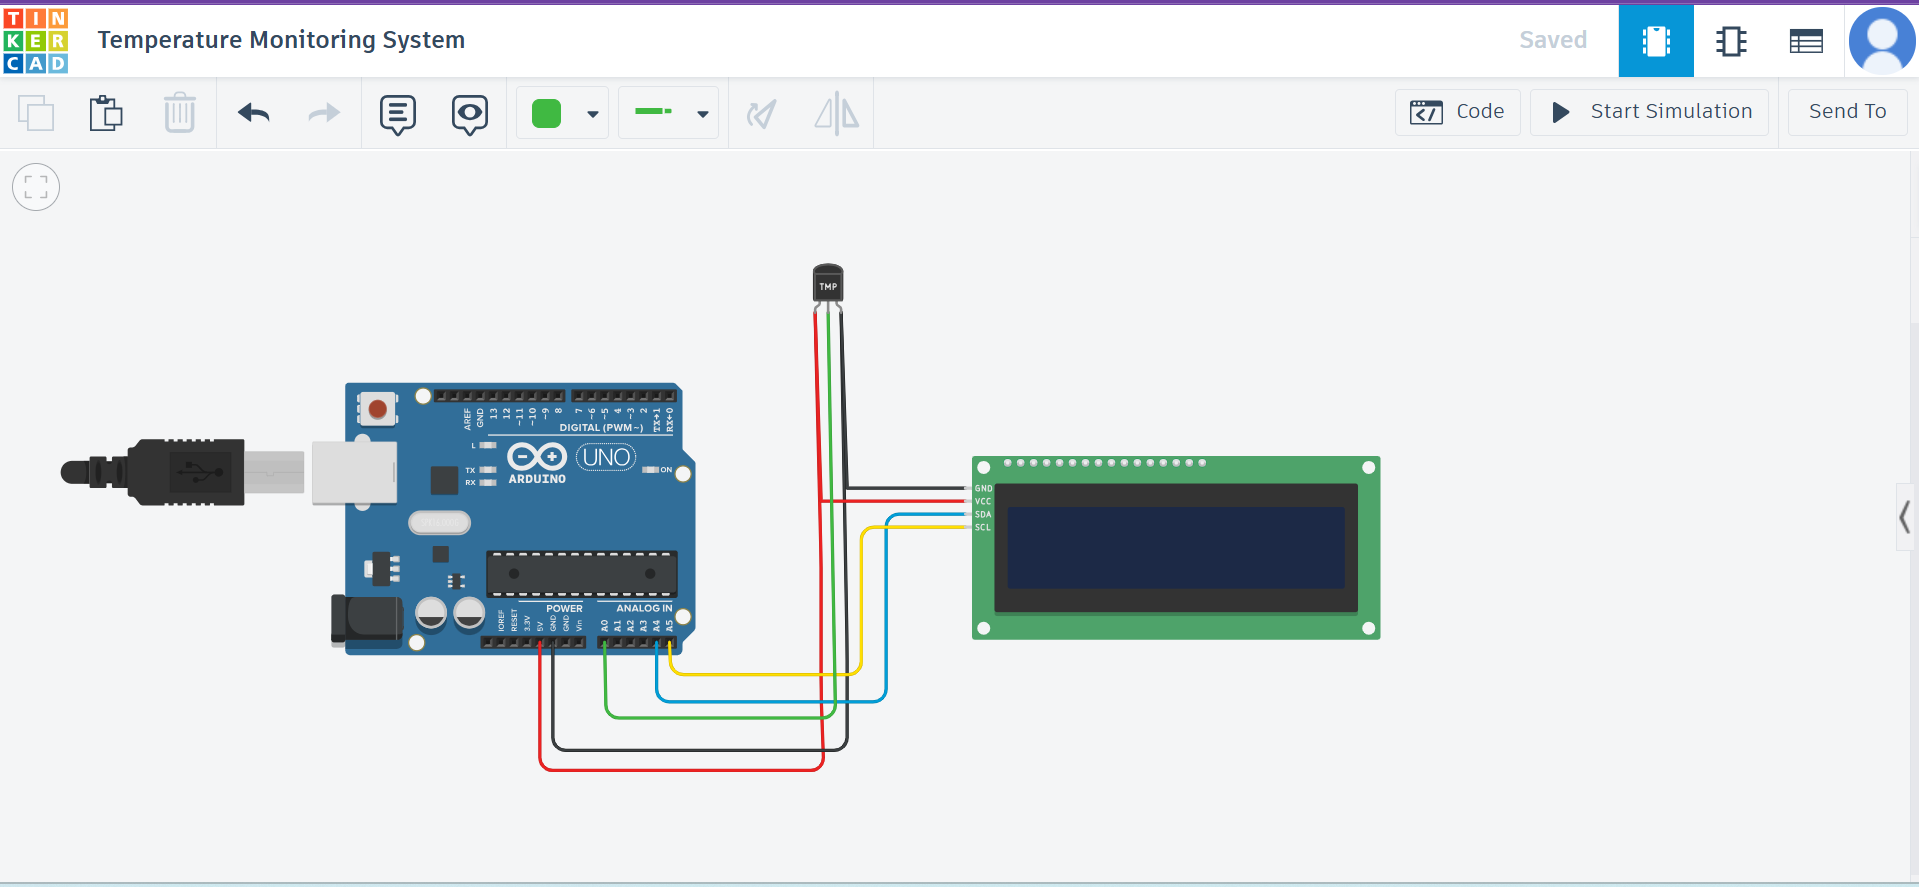 TINKERCAD
Temperature Monitoring System
Saved
Code
Start Simulation
Send To
TMP
AREF
GND
13
12
~11
~10
~9
8
7
~6
~5
4
~3
2
TX→1
RX←0
DIGITAL (PWM~)
L
TX
RX
ARDUINO
UNO
ON
GND
VCC
SDA
SCL
POWER
ANALOG IN
IOREF
RESET
3.3V
5V
GND
GND
Vin
A0
A1
A2
A3
A4
A5